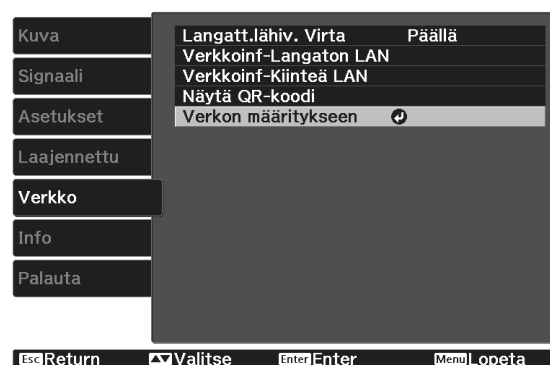 Kuva
Signaali
Asetukset
Laajennettu
Verkko
Info
Palauta
Langatt.lähiv. Virta Päällä
Verkkoinf-Langaton LAN
Verkkoinf-Kiinteä LAN
Näytä QR-koodi
Verkon määritykseen
Esc Return Valitse Enter Enter Menu Lopeta